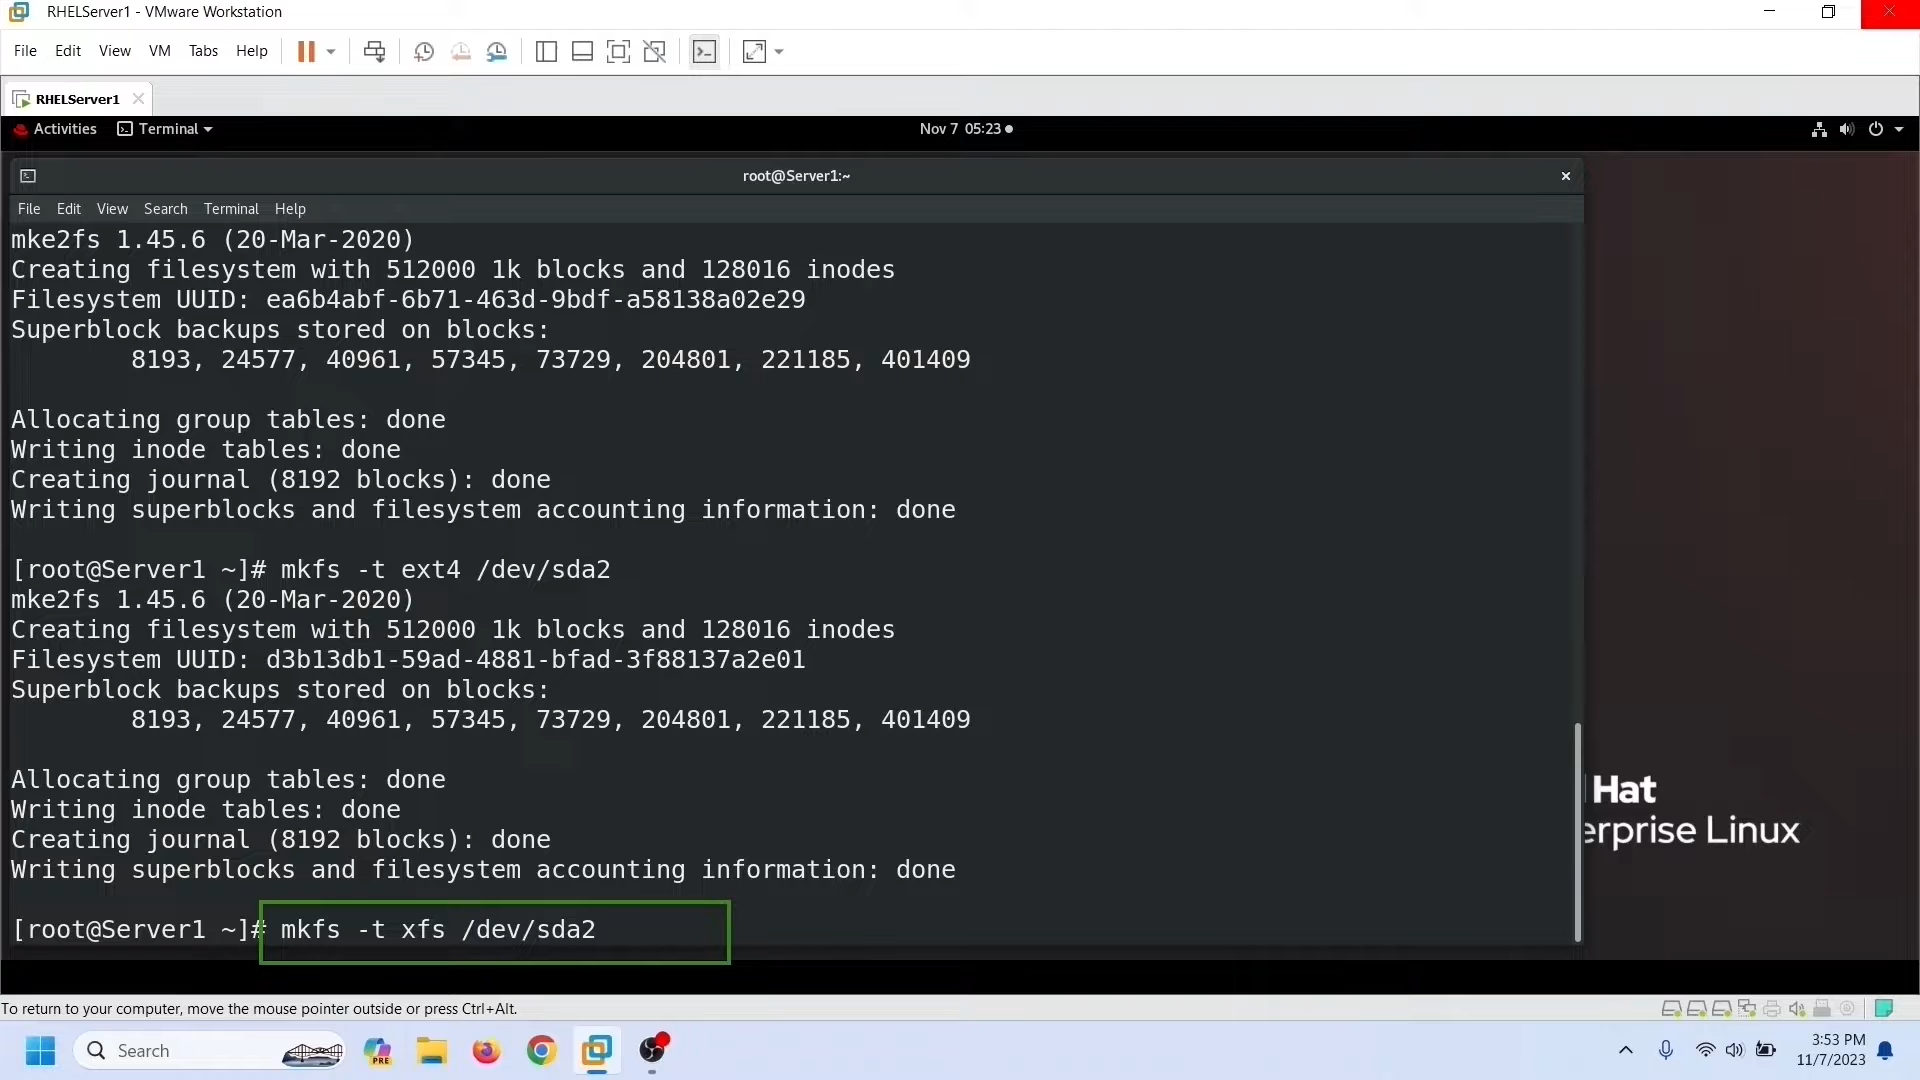 RHELServer1 - VMware Workstation
File Edit View VM Tabs Help
RHELServer1
Activities Terminal Nov 7 05:23
root@Server1:~
File Edit View Search Terminal Help
mke2fs 1.45.6 (20-Mar-2020)
Creating filesystem with 512000 1k blocks and 128016 inodes
Filesystem UUID: ea6b4abf-6b71-463d-9bdf-a58138a02e29
Superblock backups stored on blocks:
8193, 24577, 40961, 57345, 73729, 204801, 221185, 401409
Allocating group tables: done
Writing inode tables: done
Creating journal (8192 blocks): done
Writing superblocks and filesystem accounting information: done
[root@Server1 ~]# mkfs -t ext4 /dev/sda2
mke2fs 1.45.6 (20-Mar-2020)
Creating filesystem with 512000 1k blocks and 128016 inodes
Filesystem UUID: d3b13db1-59ad-4881-bfad-3f88137a2e01
Superblock backups stored on blocks:
8193, 24577, 40961, 57345, 73729, 204801, 221185, 401409
Allocating group tables: done
Writing inode tables: done
Creating journal (8192 blocks): done
Writing superblocks and filesystem accounting information: done
[root@Server1 ~]# mkfs -t xfs /dev/sda2
Hat
erprise Linux
To return to your computer, move the mouse pointer outside or press Ctrl+Alt.
Search
PRE
3:53 PM
11/7/2023